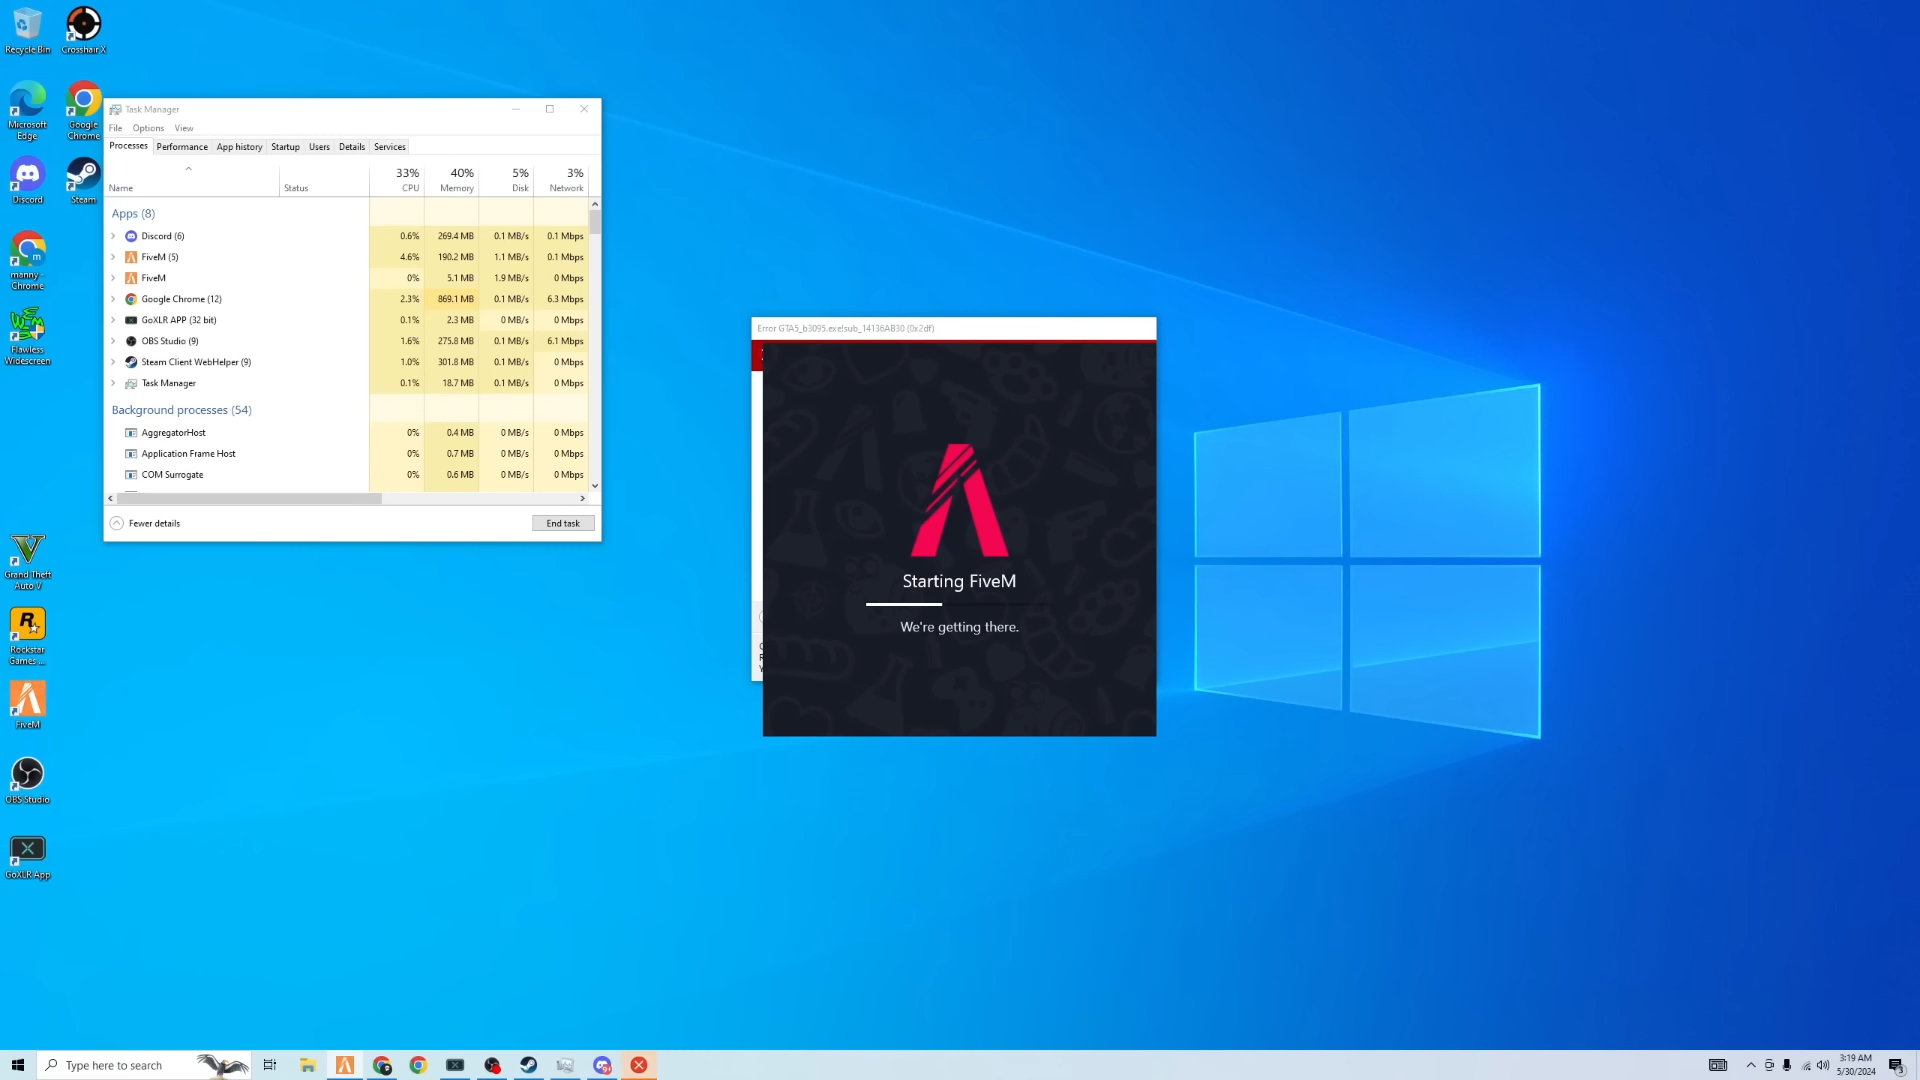 Recycle Bin
Crosshair X
Microsoft
Edge
Google
Chrome
Discord
Steam
manny -
Chrome
Flawless
Widescreen
Grand Theft
Auto V
Rockstar
Games ...
FiveM
OBS Studio
GoXLR App
Task Manager
File Options View
Processes Performance App history Startup Users Details Services
33% 40% 5% 3%
Name Status CPU Memory Disk Network
Apps (8)
Discord (6) 0.6% 269.4 MB 0.1 MB/s 0.1 Mbps
FiveM (5) 4.6% 190.2 MB 1.1 MB/s 0.1 Mbps
FiveM 0% 5.1 MB 1.9 MB/s 0 Mbps
Google Chrome (12) 2.3% 869.1 MB 0.1 MB/s 6.3 Mbps
GoXLR APP (32 bit) 0.1% 2.3 MB 0 MB/s 0 Mbps
OBS Studio (9) 1.6% 275.8 MB 0.1 MB/s 6.1 Mbps
Steam Client WebHelper (9) 1.0% 301.8 MB 0.1 MB/s 0 Mbps
Task Manager 0.1% 18.7 MB 0.1 MB/s 0 Mbps
Background processes (54)
AggregatorHost 0% 0.4 MB 0 MB/s 0 Mbps
Application Frame Host 0% 0.7 MB 0 MB/s 0 Mbps
COM Surrogate 0% 0.6 MB 0 MB/s 0 Mbps
Fewer details
End task
Error GTA5_b3095.exe!sub_14136AB30 (0x2df)
Starting FiveM
We're getting there.
Type here to search
3:19 AM
5/30/2024